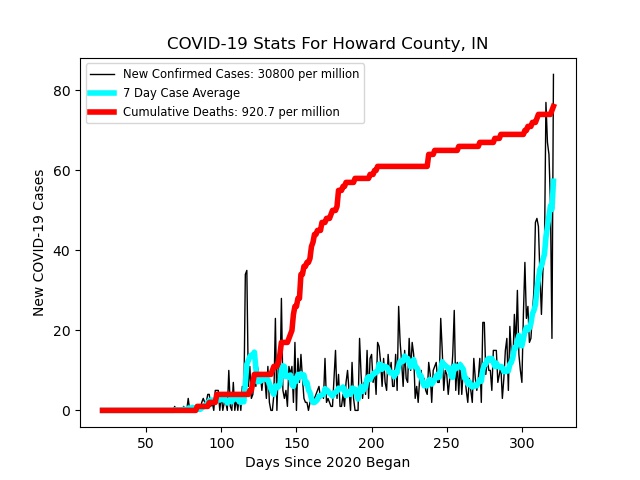 COVID-19 Stats For Howard County, IN
New Confirmed Cases: 30800 per million
7 Day Case Average
Cumulative Deaths: 920.7 per million
New COVID-19 Cases
80
60
40
20
0
50 100 150 200 250 300
Days Since 2020 Began